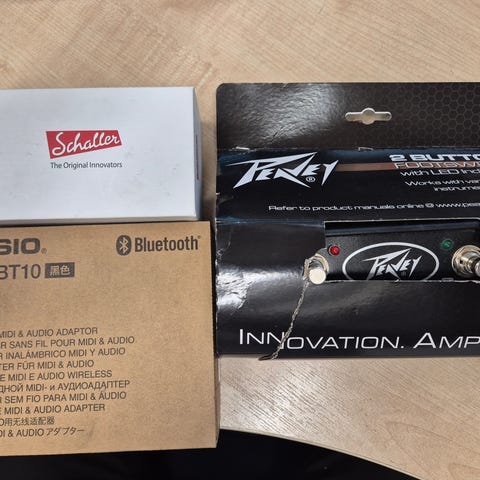 Schaller
The Original Innovators
SIO
Bluetooth®
BT10 黑色
MIDI & AUDIO ADAPTOR
R SANS FIL POUR MIDI & AUDIO
R INALÁMBRICO MIDI Y AUDIO
TER FÜR MIDI & AUDIO
E MIDI E AUDIO WIRELESS
ДНОЙ MIDI- и АУДИОАДАПТЕР
R SEM FIO PARA MIDI & ÁUDIO
E MIDI & AUDIO ADAPTER
IO用无线适配器
DI & AUDIO アダプター
PEAVEY®
2 BUTTO
FOOTSW
with LED Ind
Works with var
instrume
Refer to product manuals online @ www.pea
PEAVEY
INNOVATION. AMP